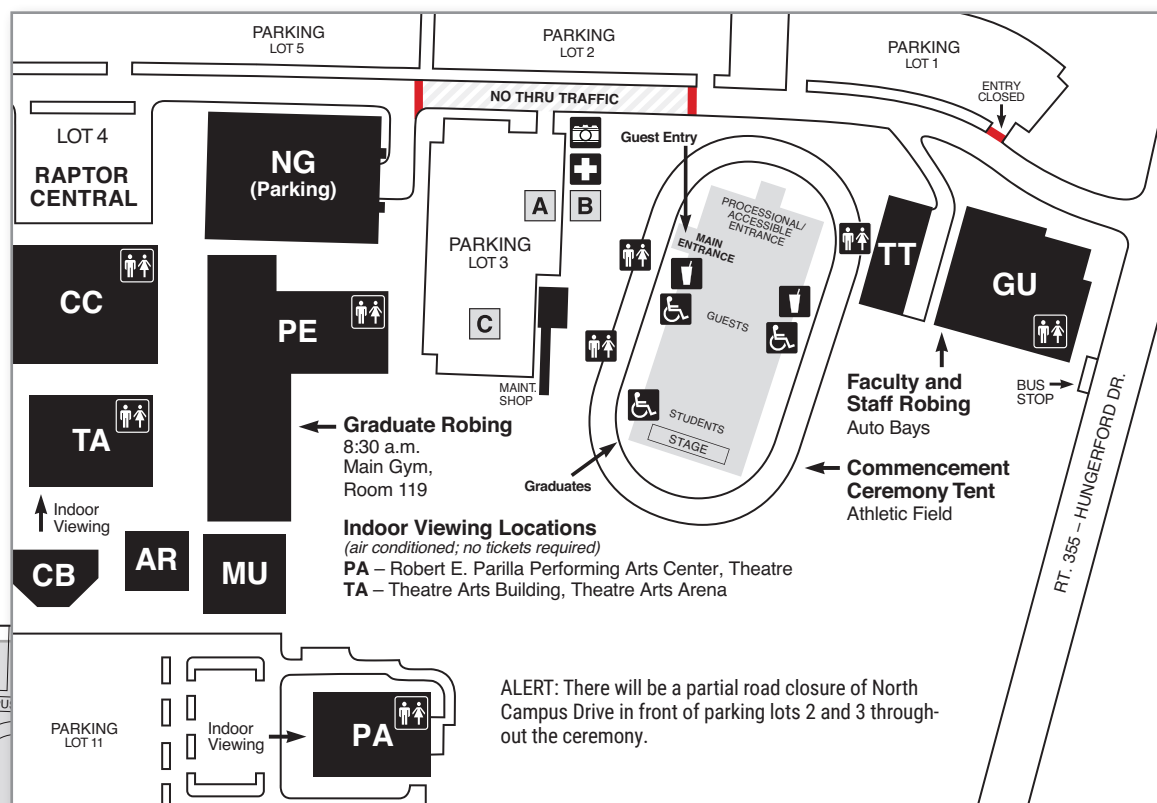 PARKING
LOT 5
PARKING
LOT 2
PARKING
LOT 1
ENTRY
CLOSED
NO THRU TRAFFIC
LOT 4
RAPTOR
CENTRAL
NG
(Parking)
Guest Entry
A
B
PROCESSIONAL/
ACCESSIBLE
ENTRANCE
MAIN
ENTRANCE
TT
GU
PARKING
LOT 3
C
CC
PE
GUESTS
MAINT.
SHOP
BUS
STOP
RT. 355 – HUNGERFORD DR.
Faculty and
Staff Robing
Auto Bays
TA
Graduate Robing
8:30 a.m.
Main Gym,
Room 119
STUDENTS
STAGE
Graduates
Commencement
Ceremony Tent
Athletic Field
Indoor
Viewing
CB
AR
MU
Indoor Viewing Locations
(air conditioned; no tickets required)
PA – Robert E. Parilla Performing Arts Center, Theatre
TA – Theatre Arts Building, Theatre Arts Arena
PARKING
LOT 11
Indoor
Viewing
PA
ALERT: There will be a partial road closure of North
Campus Drive in front of parking lots 2 and 3 through-
out the ceremony.